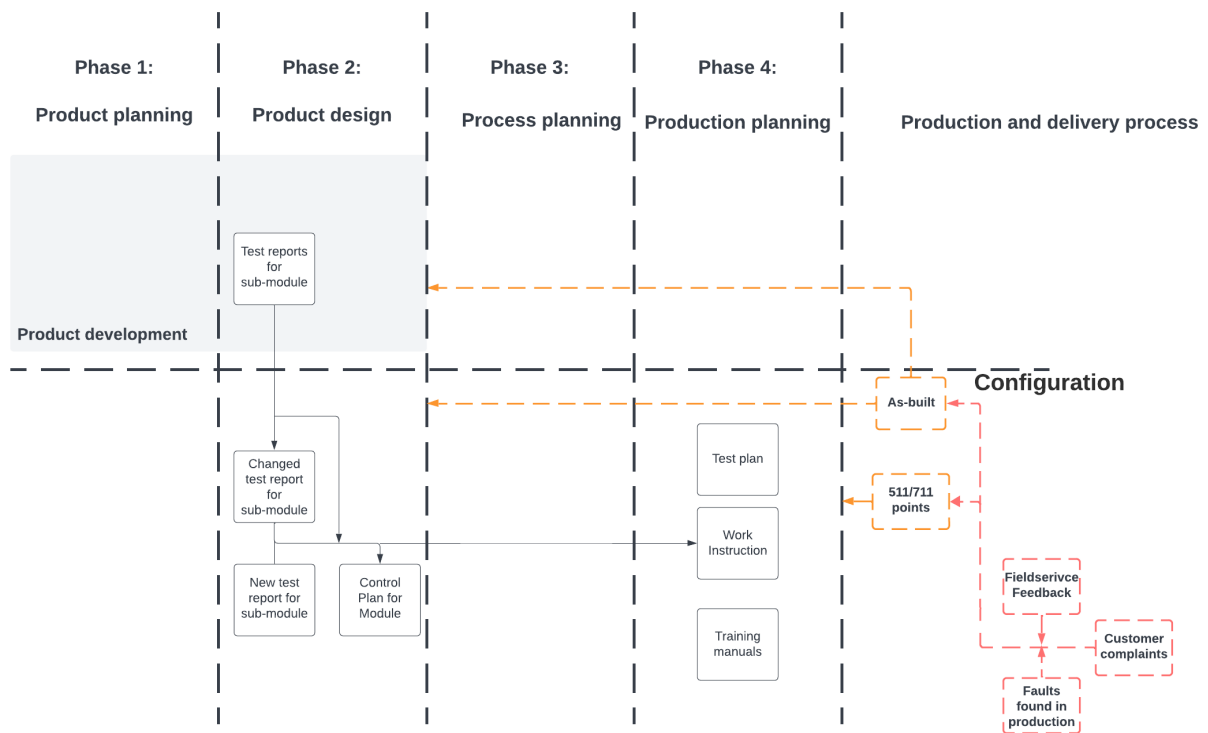 Phase 1:
Product planning
Phase 2:
Product design
Phase 3:
Process planning
Phase 4:
Production planning
Production and delivery process
Test reports
for
sub-module
Product development
Configuration
As-built
Changed
test report
for
sub-module
Test plan
511/711
points
Work
Instruction
New test
report for
sub-module
Control
Plan for
Module
Training
manuals
Fieldserivce
Feedback
Customer
complaints
Faults
found in
production